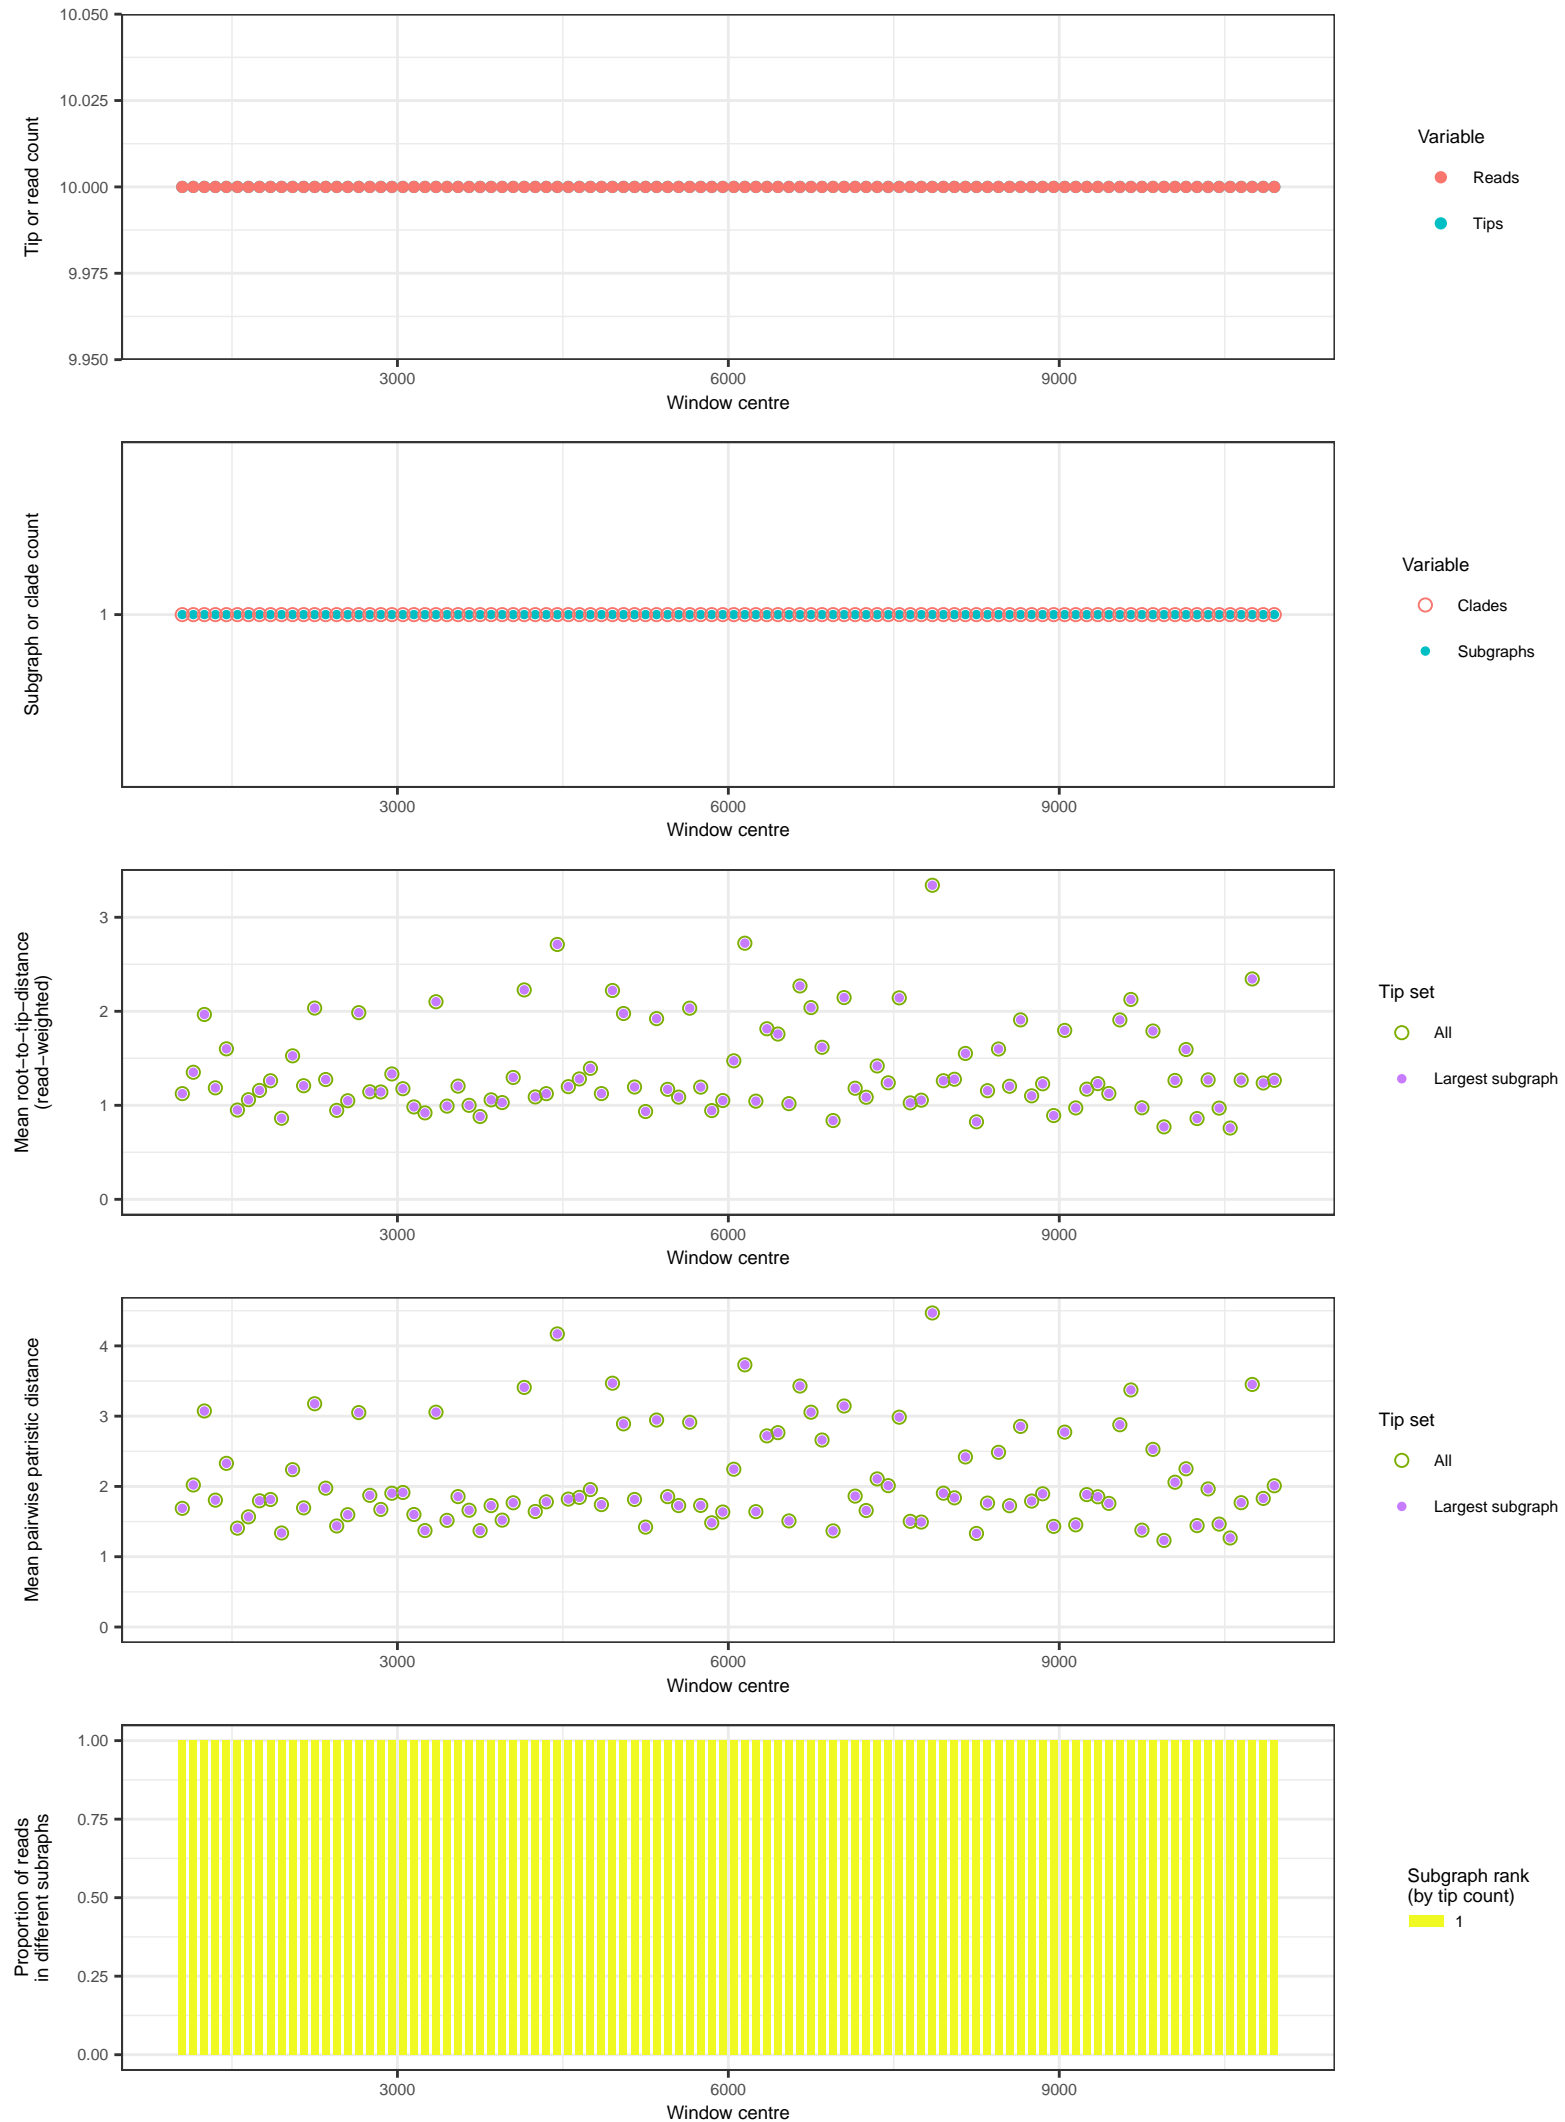 10.050
10.025
10.000
9.975
9.950
Tip or read count
3000 6000 9000
Window centre
Variable
Reads
Tips
1
Subgraph or clade count
3000 6000 9000
Window centre
Variable
Clades
Subgraphs
3
2
1
0
Mean root−to−tip−distance
(read−weighted)
3000 6000 9000
Window centre
Tip set
All
Largest subgraph
4
3
2
1
0
Mean pairwise patristic distance
3000 6000 9000
Window centre
Tip set
All
Largest subgraph
1.00
0.75
0.50
0.25
0.00
Proportion of reads
in different subraphs
3000 6000 9000
Window centre
Subgraph rank
(by tip count)
1